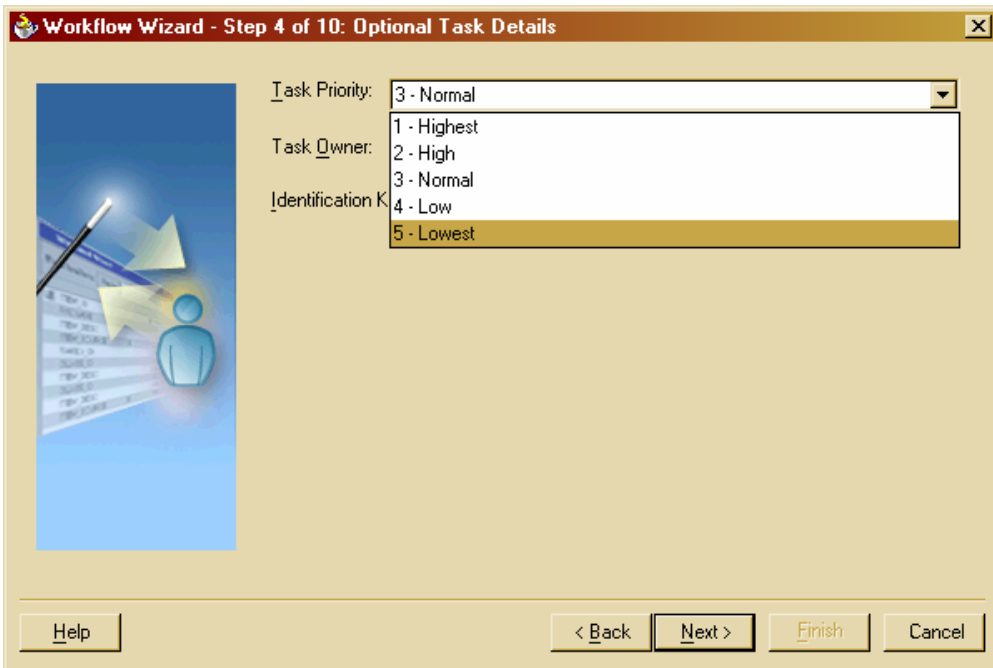 Workflow Wizard - Step 4 of 10: Optional Task Details
Task Priority: 3 - Normal
1 - Highest
Task Owner: 2 - High
3 - Normal
Identification K 4 - Low
5 - Lowest
Help < Back Next > Finish Cancel